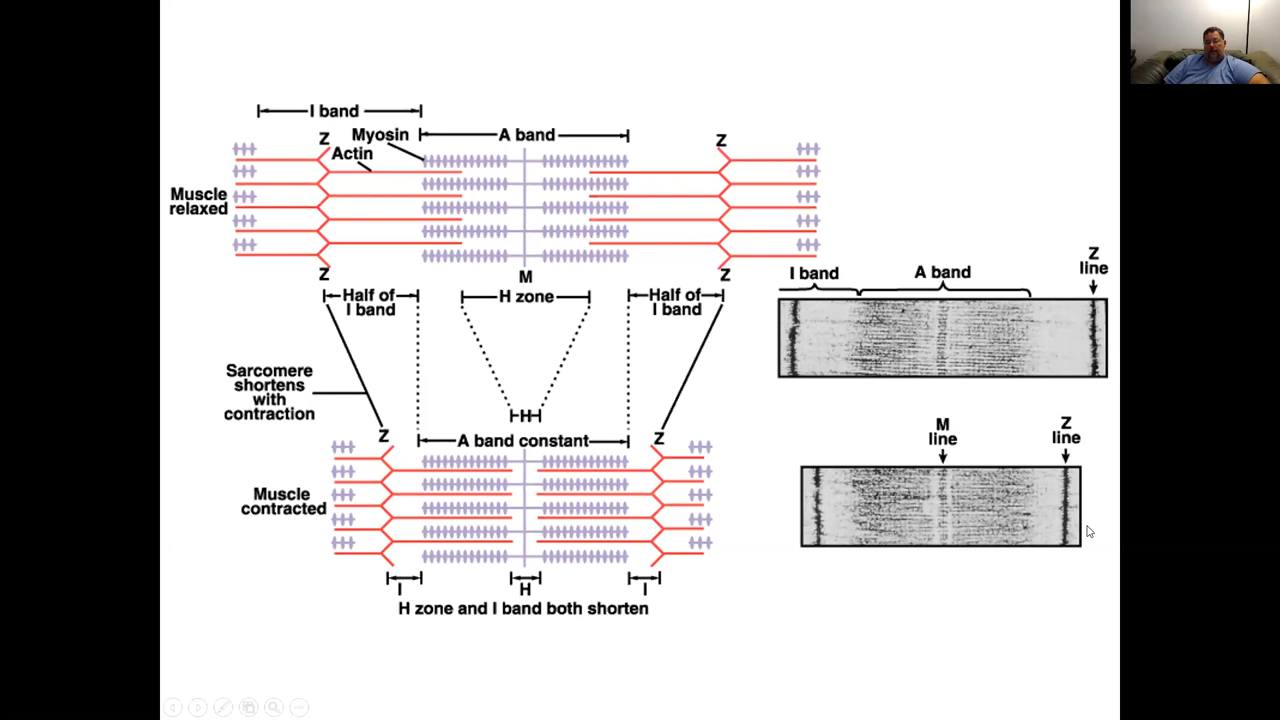 I band
Z
Myosin
A band
Z
Actin
Muscle
relaxed
Z
M
Z
Half of
I band
H zone
Half of
I band
I band
A band
Z
line
Sarcomere
shortens
with
contraction
H
Z
A band constant
Z
M
line
Z
line
Muscle
contracted
I
H
I
H zone and I band both shorten